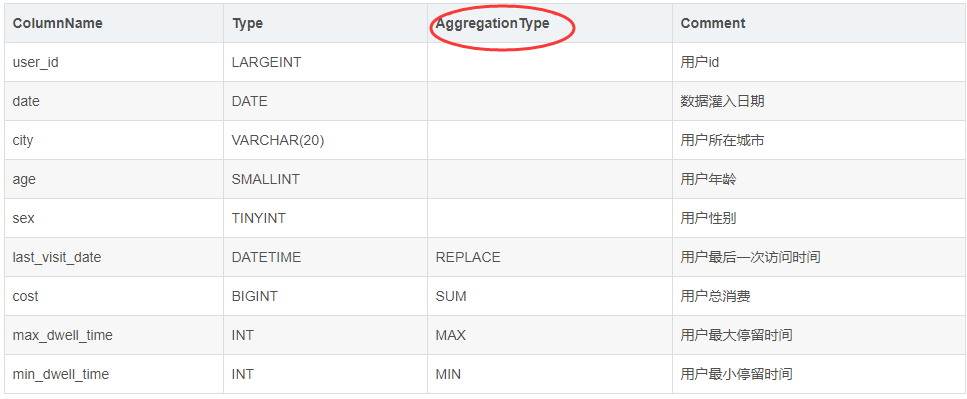 ColumnName Type AggregationType Comment
user_id LARGEINT 用户id
date DATE 数据灌入日期
city VARCHAR(20) 用户所在城市
age SMALLINT 用户年龄
sex TINYINT 用户性别
last_visit_date DATETIME REPLACE 用户最后一次访问时间
cost BIGINT SUM 用户总消费
max_dwell_time INT MAX 用户最大停留时间
min_dwell_time INT MIN 用户最小停留时间